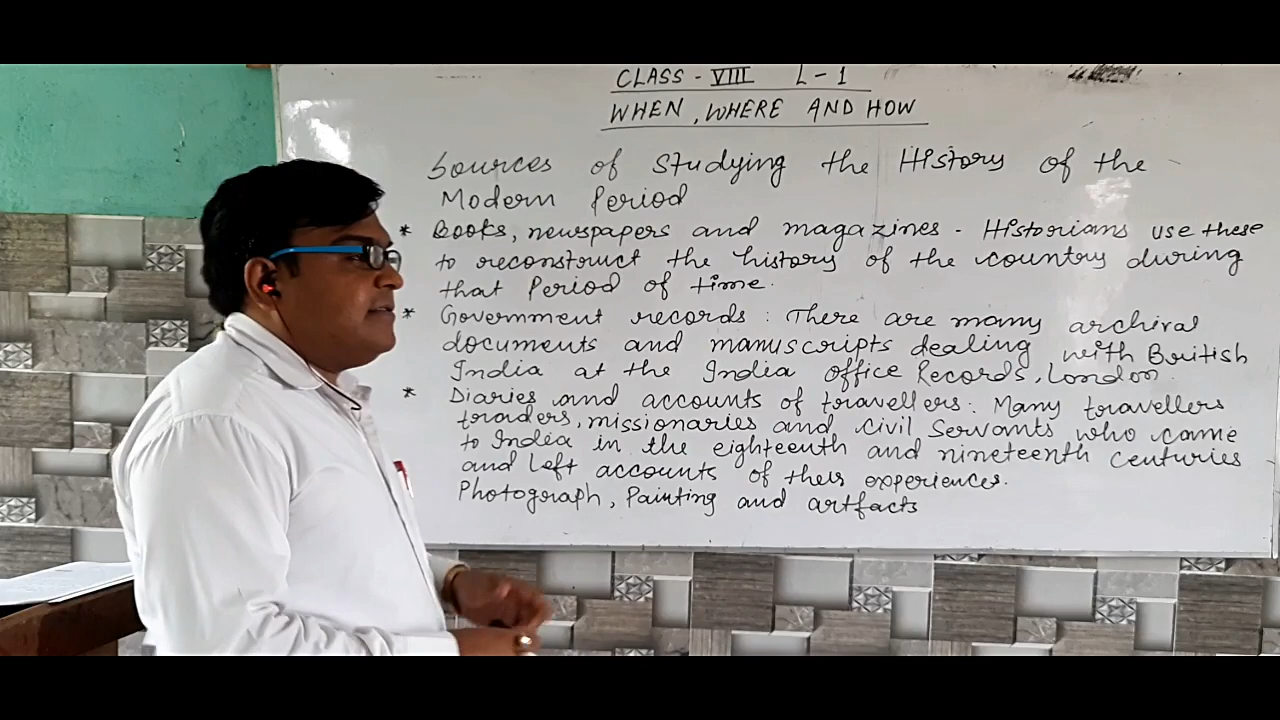 CLASS - VIII L - 1
WHEN, WHERE AND HOW
Sources of Studying the History of the
Modern Period
* Books, newspapers and magazines - Historians use these
to reconstruct the history of the country during
that Period of time.
* Government records : There are many archival
documents and manuscripts dealing with British
India at the India office Records, London.
* Diaries and accounts of travellers : Many travellers
traders, missionaries and civil Servants who came
to India in the eighteenth and nineteenth centuries
and left accounts of their experiences.
Photograph, Painting and artfacts